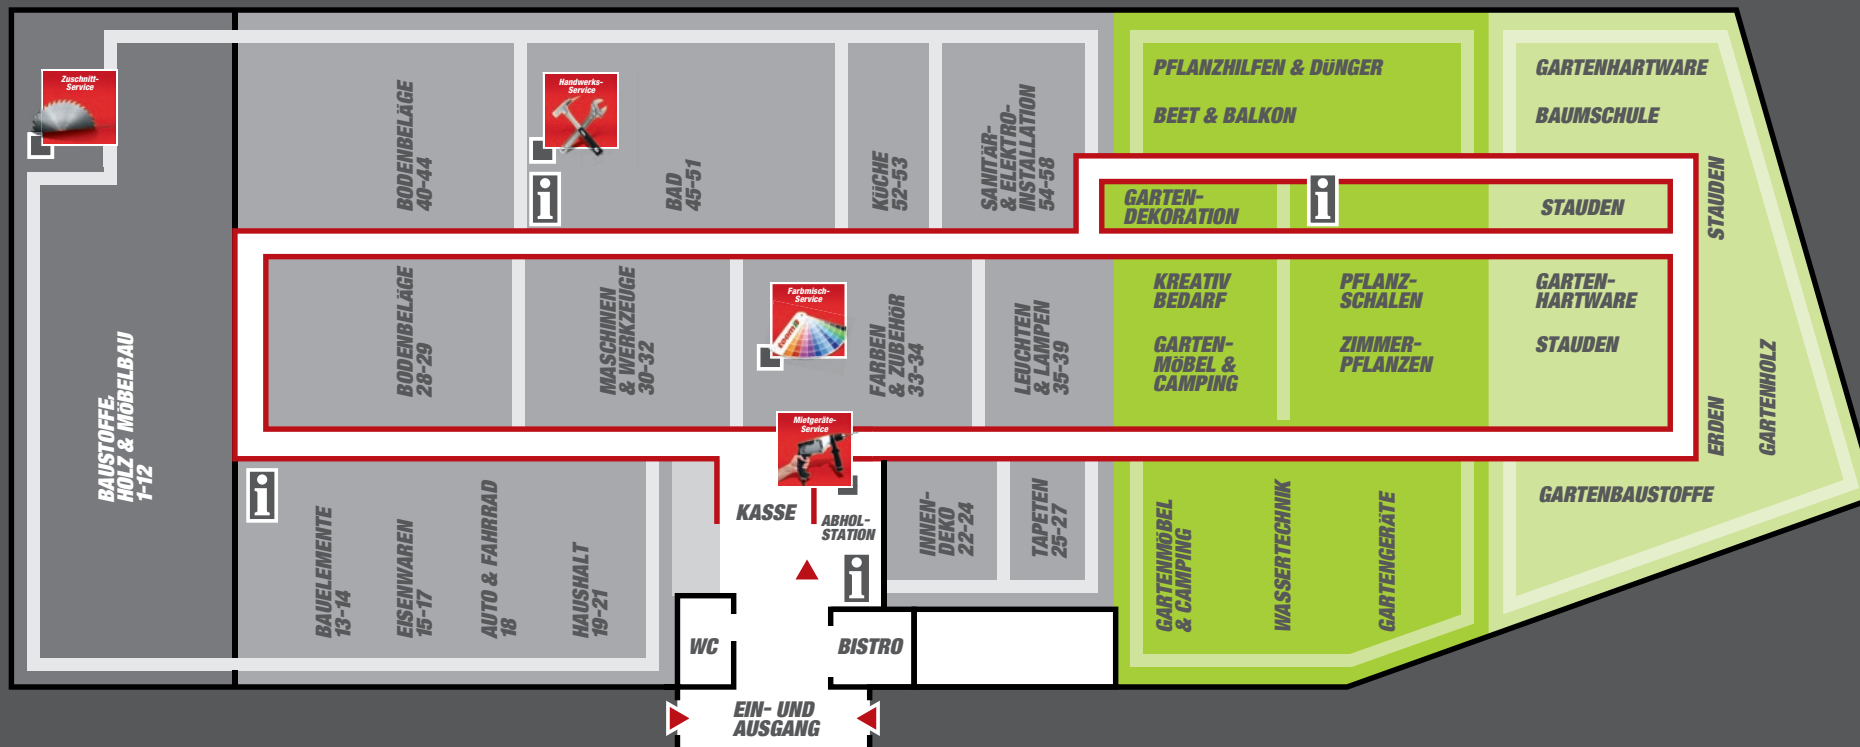 Zuschnitt-
Service
BODENBELÄGE
40-44
Handwerks-
Service
i
BAD
45-51
KÜCHE
52-53
SANITÄR-
& ELEKTRO-
INSTALLATION
54-58
PFLANZHILFEN & DÜNGER
BEET & BALKON
GARTENHARTWARE
BAUMSCHULE
GARTEN-
DEKORATION
i
STAUDEN
STAUDEN
BAUSTOFFE,
HOLZ & MÖBELBAU
1-12
BODENBELÄGE
28-29
MASCHINEN
& WERKZEUGE
30-32
Farbmisch-
Service
toom
FARBEN
& ZUBEHÖR
33-34
LEUCHTEN
& LAMPEN
35-39
KREATIV
BEDARF
GARTEN-
MÖBEL &
CAMPING
PFLANZ-
SCHALEN
ZIMMER-
PFLANZEN
GARTEN-
HARTWARE
STAUDEN
ERDEN
GARTENHOLZ
i
BAUELEMENTE
13-14
EISENWAREN
15-17
AUTO & FAHRRAD
18
HAUSHALT
19-21
Mietgeräte-
Service
KASSE
ABHOL-
STATION
i
INNEN-
DEKO
22-24
TAPETEN
25-27
GARTENMÖBEL
& CAMPING
WASSERTECHNIK
GARTENGERÄTE
GARTENBAUSTOFFE
WC
BISTRO
EIN- UND
AUSGANG